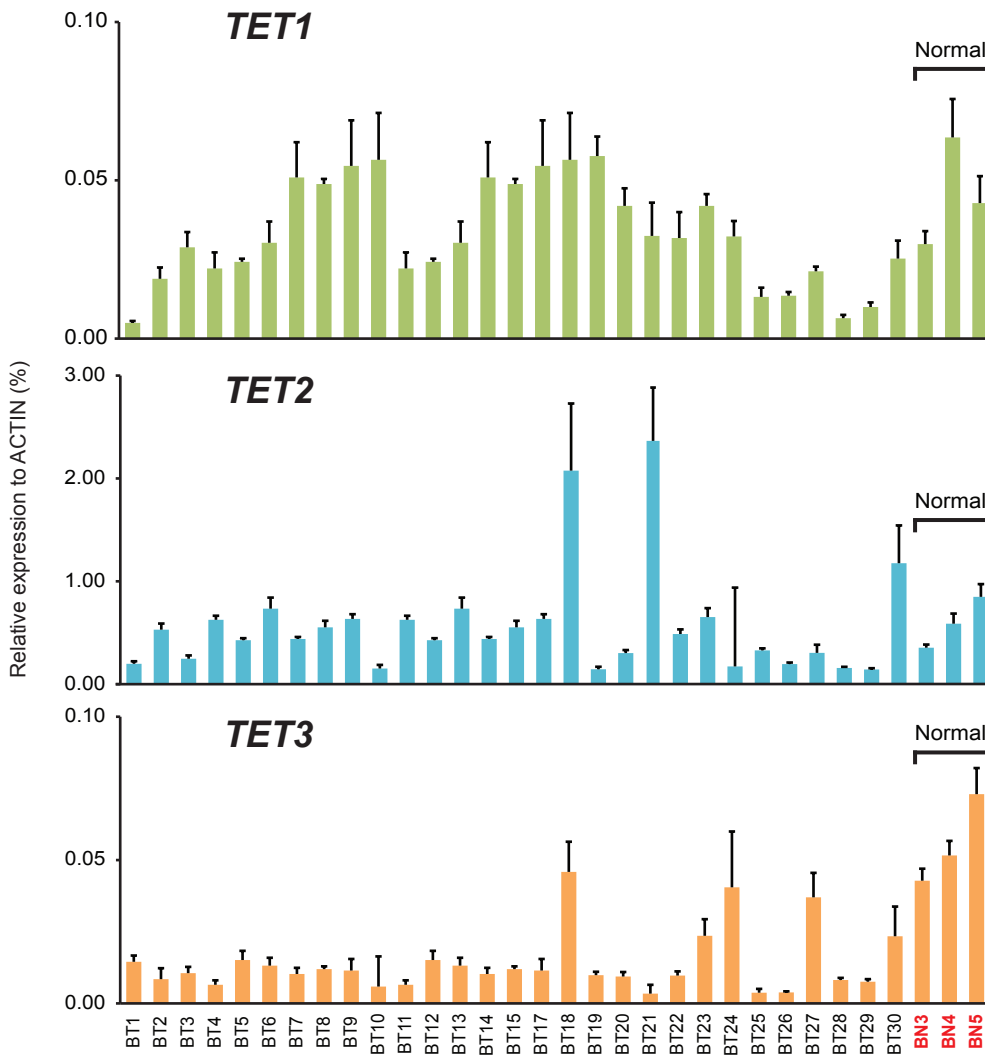 TET1
0.10
Normal
0.05
0.00
Relative expression to ACTIN (%)
TET2
3.00
2.00
Normal
1.00
0.00
TET3
0.10
Normal
0.05
0.00
BT1
BT2
BT3
BT4
BT5
BT6
BT7
BT8
BT9
BT10
BT11
BT12
BT13
BT14
BT15
BT17
BT18
BT19
BT20
BT21
BT22
BT23
BT24
BT25
BT26
BT27
BT28
BT29
BT30
BN3
BN4
BN5